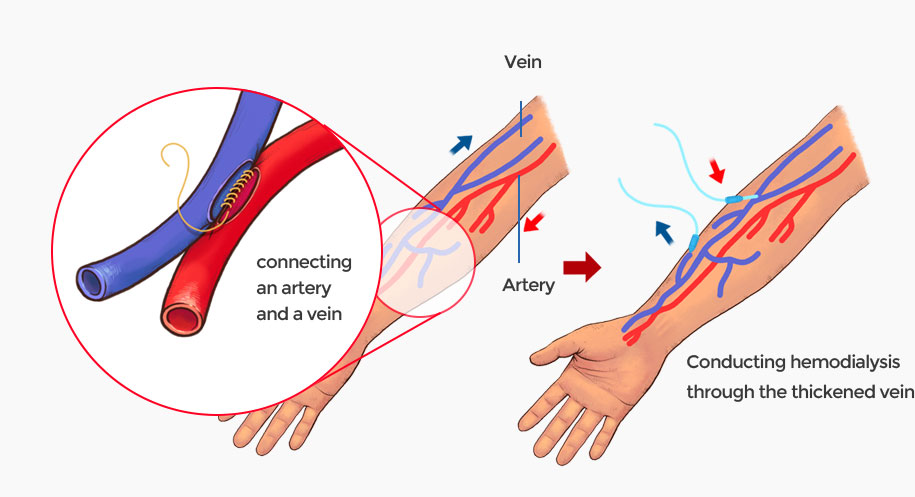 Vein
connecting
an artery
and a vein
Artery
Conducting hemodialysis
through the thickened vein